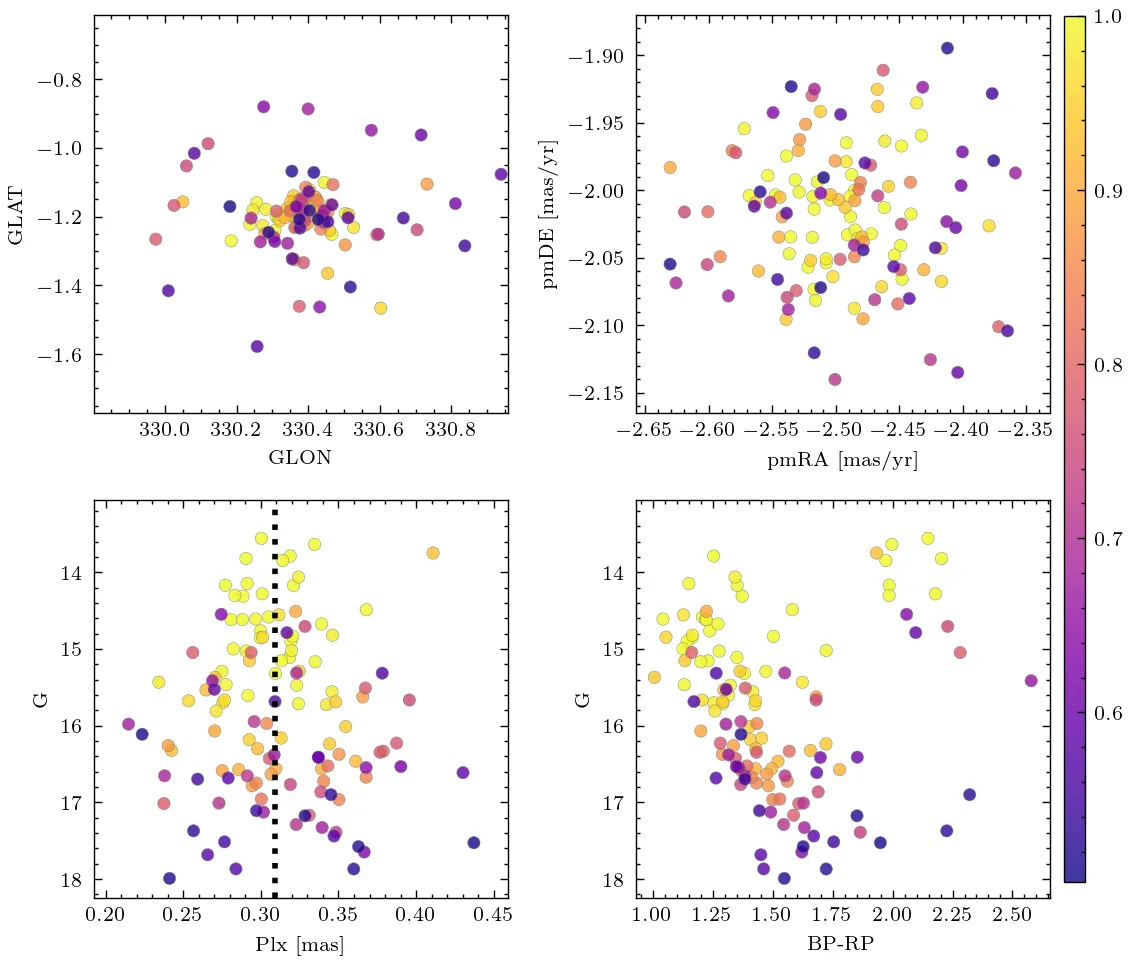 −0.8
−1.0
−1.2
−1.4
−1.6
GLAT
330.0 330.2 330.4 330.6 330.8
GLON
−1.90
−1.95
−2.00
−2.05
−2.10
−2.15
pmDE [mas/yr]
−2.65 −2.60 −2.55 −2.50 −2.45 −2.40 −2.35
pmRA [mas/yr]
1.0
0.9
0.8
0.7
0.6
14
15
16
17
18
G
0.20 0.25 0.30 0.35 0.40 0.45
Plx [mas]
14
15
16
17
18
G
1.00 1.25 1.50 1.75 2.00 2.25 2.50
BP-RP